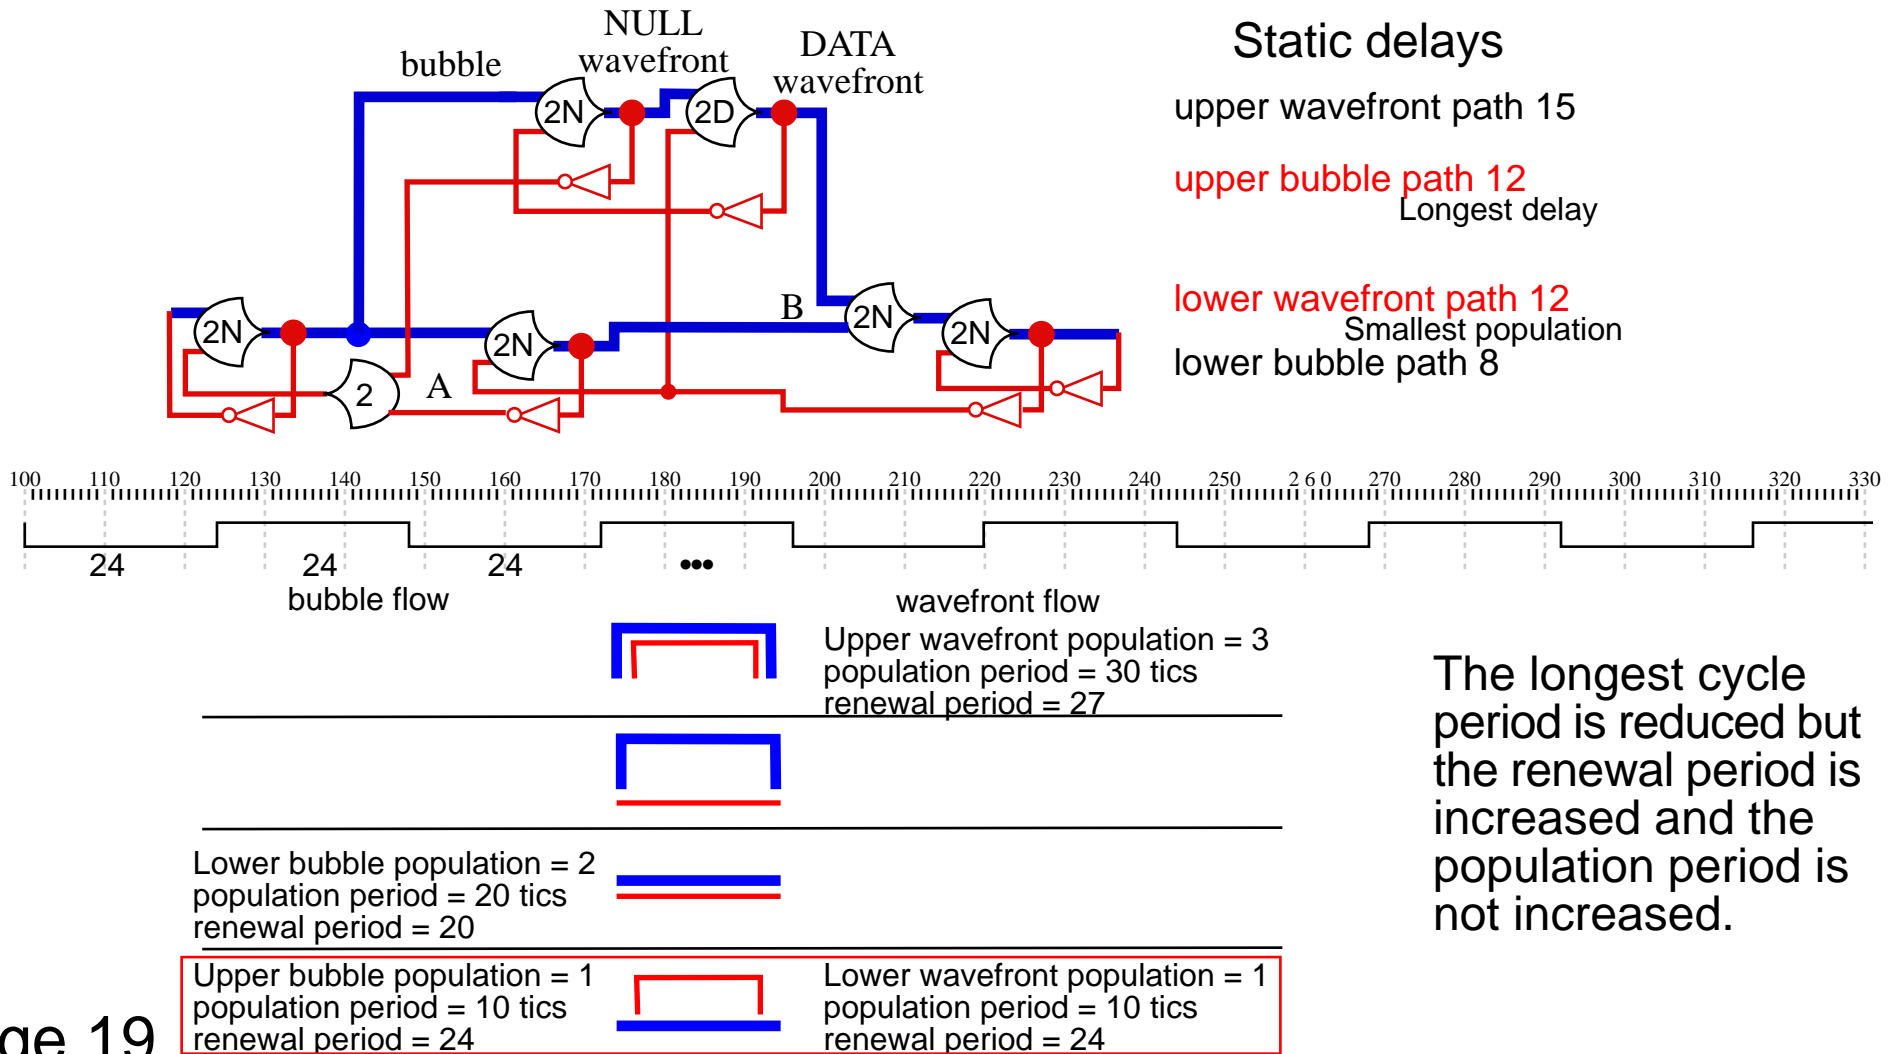 NULL
wavefront
DATA
wavefront
bubble
Static delays
2N
2D
upper wavefront path 15
upper bubble path 12
Longest delay
lower wavefront path 12
Smallest population
lower bubble path 8
B
2N
2N
2N
2N
2
A
100 110 120 130 140 150 160 170 180 190 200 210 220 230 240 250 2 6 0 270 280 290 300 310 320 330
24 24 24 •••
bubble flow
wavefront flow
Upper wavefront population = 3
population period = 30 tics
renewal period = 27
The longest cycle
period is reduced but
the renewal period is
increased and the
population period is
not increased.
Lower bubble population = 2
population period = 20 tics
renewal period = 20
Upper bubble population = 1
population period = 10 tics
renewal period = 24
Lower wavefront population = 1
population period = 10 tics
renewal period = 24
ge 19